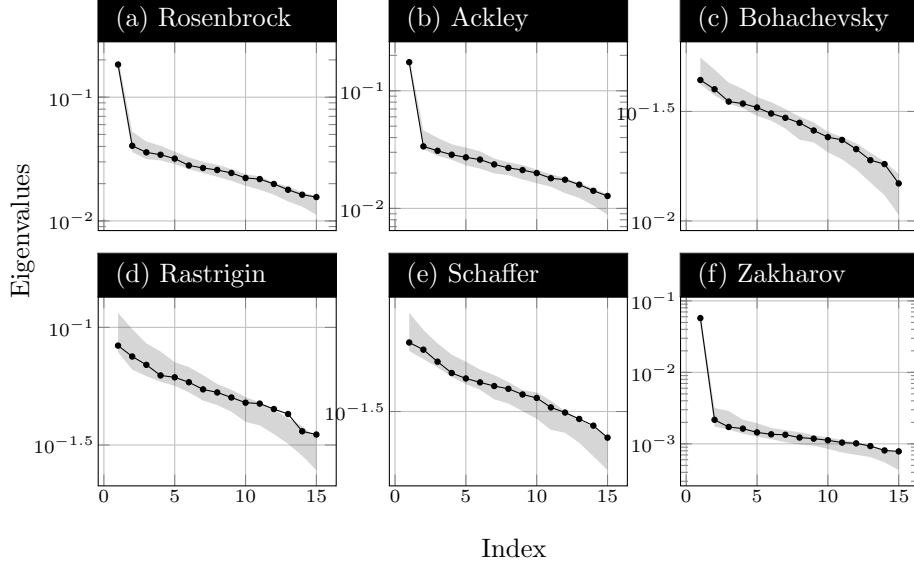 (a) Rosenbrock
(b) Ackley
(c) Bohachevsky
10^{-1}
10^{-2}
10^{-1}
10^{-2}
10^{-1.5}
10^{-2}
Eigenvalues
(d) Rastrigin
(e) Schaffer
(f) Zakharov
10^{-1}
10^{-1.5}
10^{-1.5}
10^{-1}
10^{-2}
10^{-3}
0 5 10 15
0 5 10 15
0 5 10 15
Index